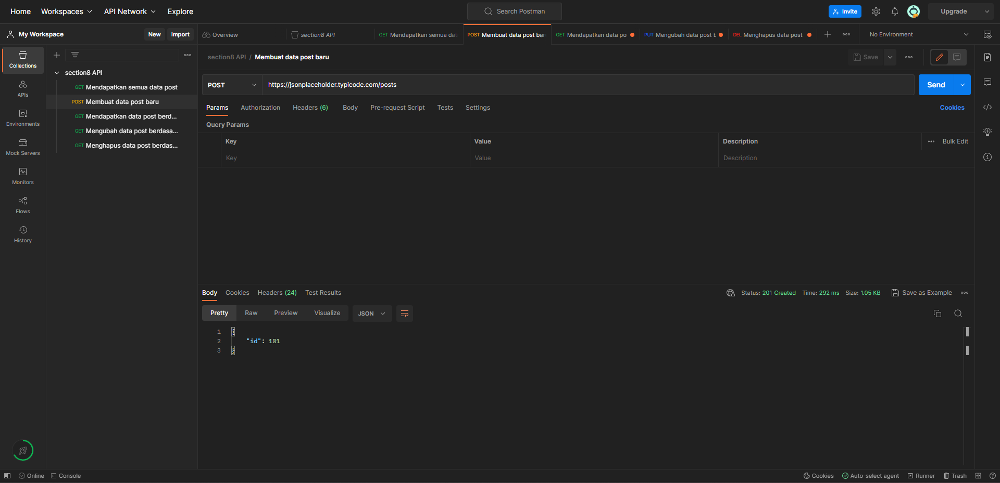 Home Workspaces API Network Explore Search Postman Invite Upgrade
My Workspace New Import Overview section8 API GET Mendapatkan semua dat POST Membuat data post bar GET Mendapatkan data po PUT Mengubah data post b DEL Menghapus data post No Environment
section8 API / Membuat data post baru Save
Collections
section8 API
GET Mendapatkan semua data post
POST Membuat data post baru
GET Mendapatkan data post berd...
GET Mengubah data post berdasa...
GET Menghapus data post berdas...
APIs
Environments
Mock Servers
Monitors
Flows
History
POST https://jsonplaceholder.typicode.com/posts Send
Params Authorization Headers (6) Body Pre-request Script Tests Settings Cookies
Query Params
Key Value Description Bulk Edit
Key Value Description
Body Cookies Headers (24) Test Results Status: 201 Created Time: 292 ms Size: 1.05 KB Save as Example
Pretty Raw Preview Visualize JSON
1 {
2 "id": 101
3 }
Online Console Cookies Auto-select agent Runner Trash